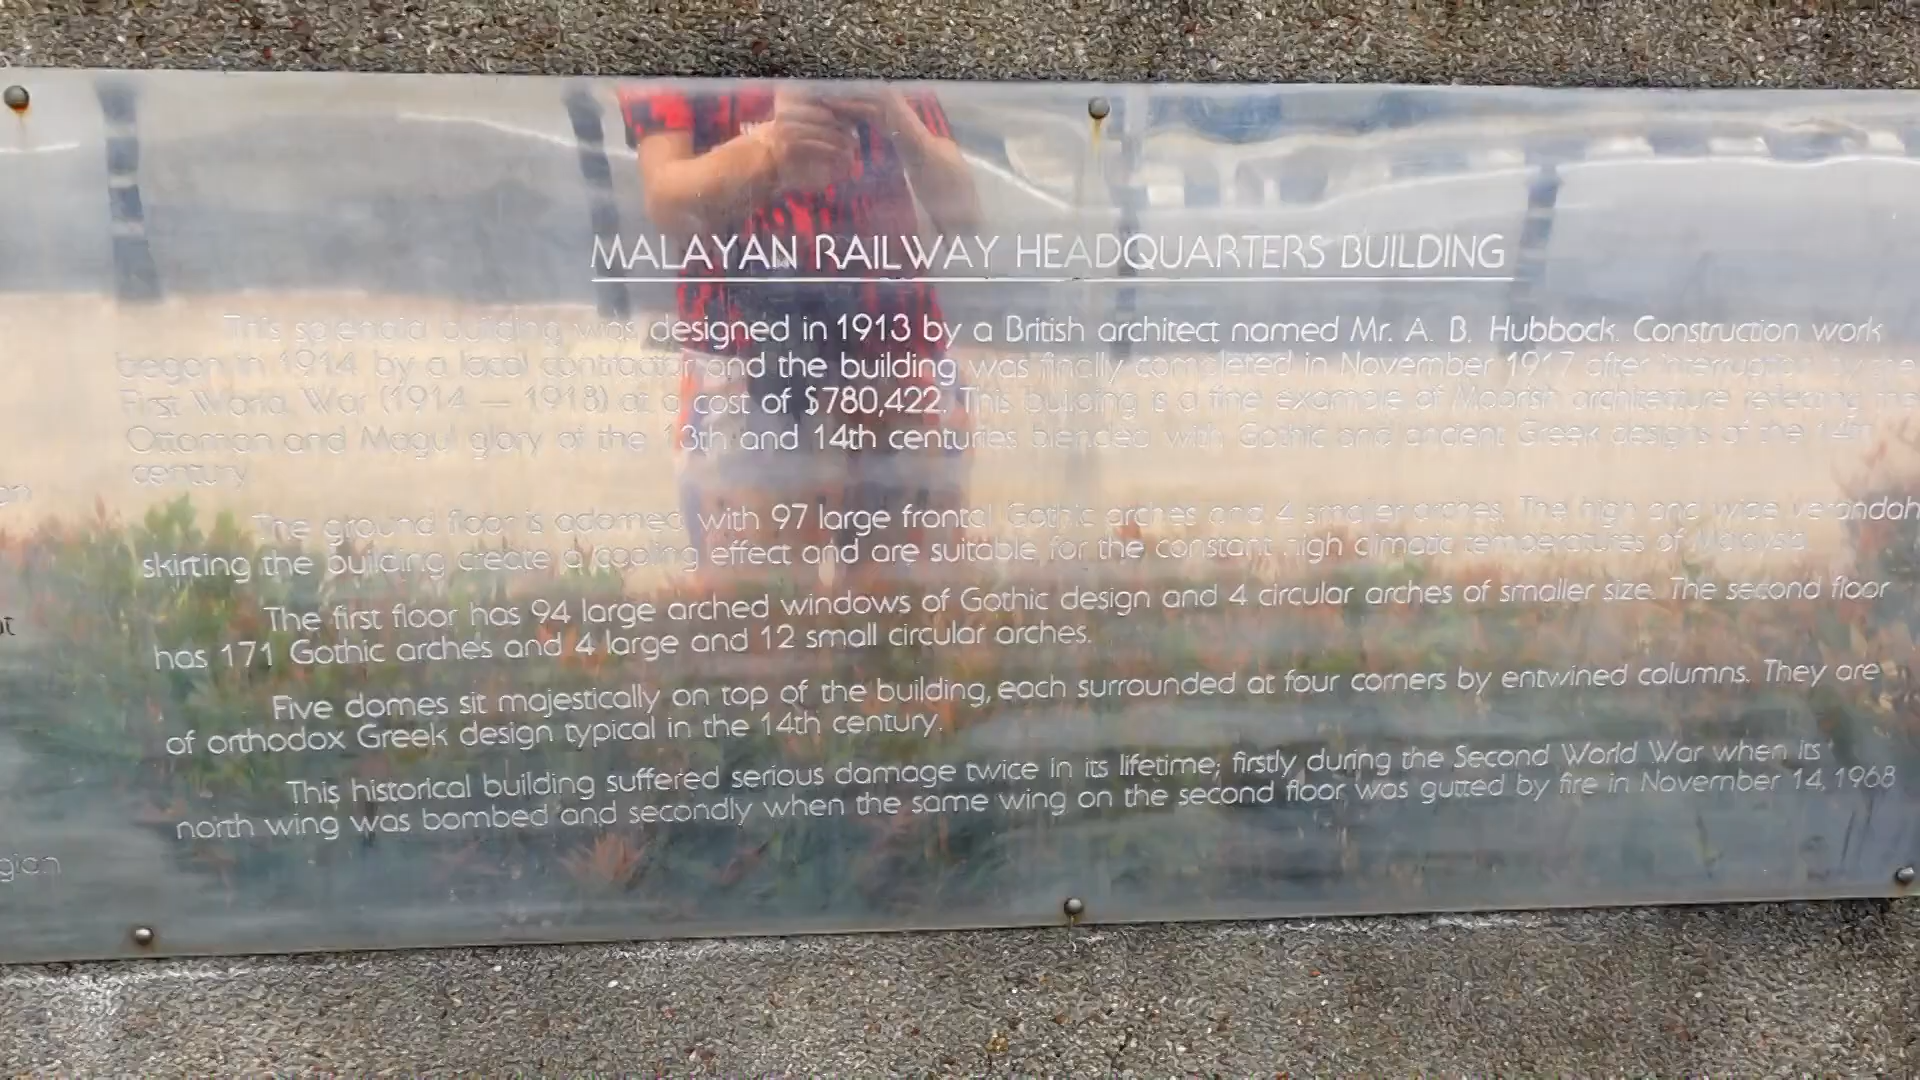 MALAYAN RAILWAY HEADQUARTERS BUILDING
This splendid building was designed in 1913 by a British architect named Mr. A. B. Hubbock. Construction work
began in 1914 by a local contractor and the building was finally completed in November 1917 after interruption by the
First World War (1914 – 1918) at a cost of $780,422. This building is a fine example of Moorish architecture reflecting the
Ottoman and Mogul glory of the 13th and 14th centuries blended with Gothic and ancient Greek designs of the 14th
century
The ground floor is adorned with 97 large frontal Gothic arches and 4 smaller arches. The high and wide verandah
skirting the building create a cooling effect and are suitable for the constant high climatic temperatures of Malaysia
The first floor has 94 large arched windows of Gothic design and 4 circular arches of smaller size. The second floor
has 171 Gothic arches and 4 large and 12 small circular arches.
Five domes sit majestically on top of the building, each surrounded at four corners by entwined columns. They are
of orthodox Greek design typical in the 14th century.
This historical building suffered serious damage twice in its lifetime; firstly during the Second World War when its
north wing was bombed and secondly when the same wing on the second floor was gutted by fire in November 14, 1968